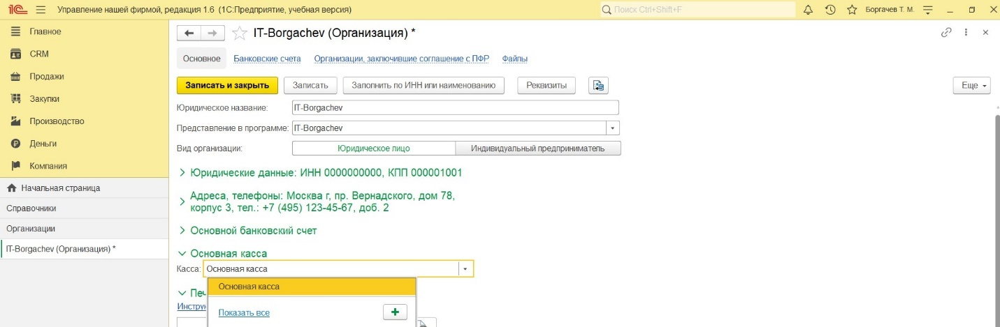 1С Управление нашей фирмой, редакция 1.6 (1С:Предприятие, учебная версия) Поиск Ctrl+Shift+F Боргачев Т. М.
Главное
CRM
Продажи
Закупки
Производство
Деньги
Компания
Начальная страница
Справочники
Организации
IT-Borgachev (Организация) *
IT-Borgachev (Организация) *
Основное Банковские счета Организации, заключившие соглашение с ПФР Файлы
Записать и закрыть Записать Заполнить по ИНН или наименованию Реквизиты Еще
Юридическое название: IT-Borgachev
Представление в программе: IT-Borgachev
Вид организации: Юридическое лицо Индивидуальный предприниматель
Юридические данные: ИНН 0000000000, КПП 000001001
Адреса, телефоны: Москва г, пр. Вернадского, дом 78,
корпус 3, тел.: +7 (495) 123-45-67, доб. 2
Основной банковский счет
Основная касса
Касса: Основная касса
Основная касса
Показать все